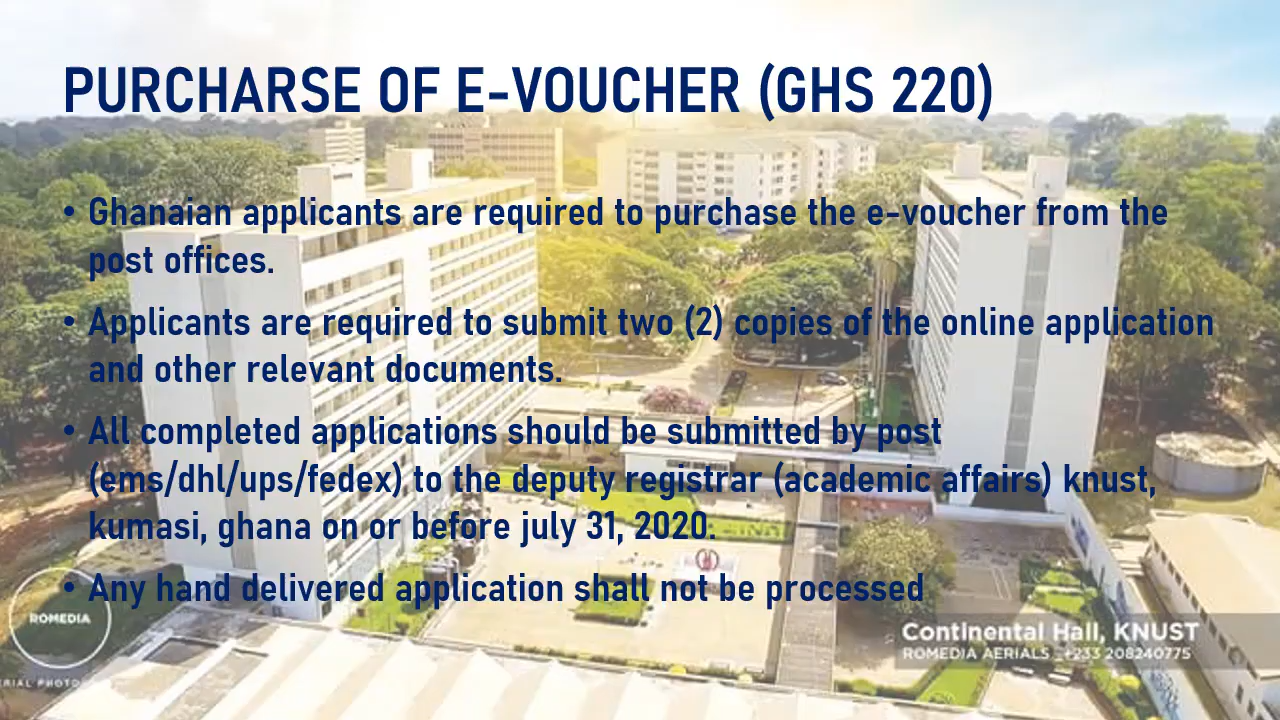 PURCHARSE OF E-VOUCHER (GHS 220)
• Ghanaian applicants are required to purchase the e-voucher from the
post offices.
• Applicants are required to submit two (2) copies of the online application
and other relevant documents.
• All completed applications should be submitted by post
(ems/dhl/ups/fedex) to the deputy registrar (academic affairs) knust,
kumasi, ghana on or before july 31, 2020.
• Any hand delivered application shall not be processed
ROMEDIA
Continental Hall, KNUST
ROMEDIA AERIALS +233 208240775